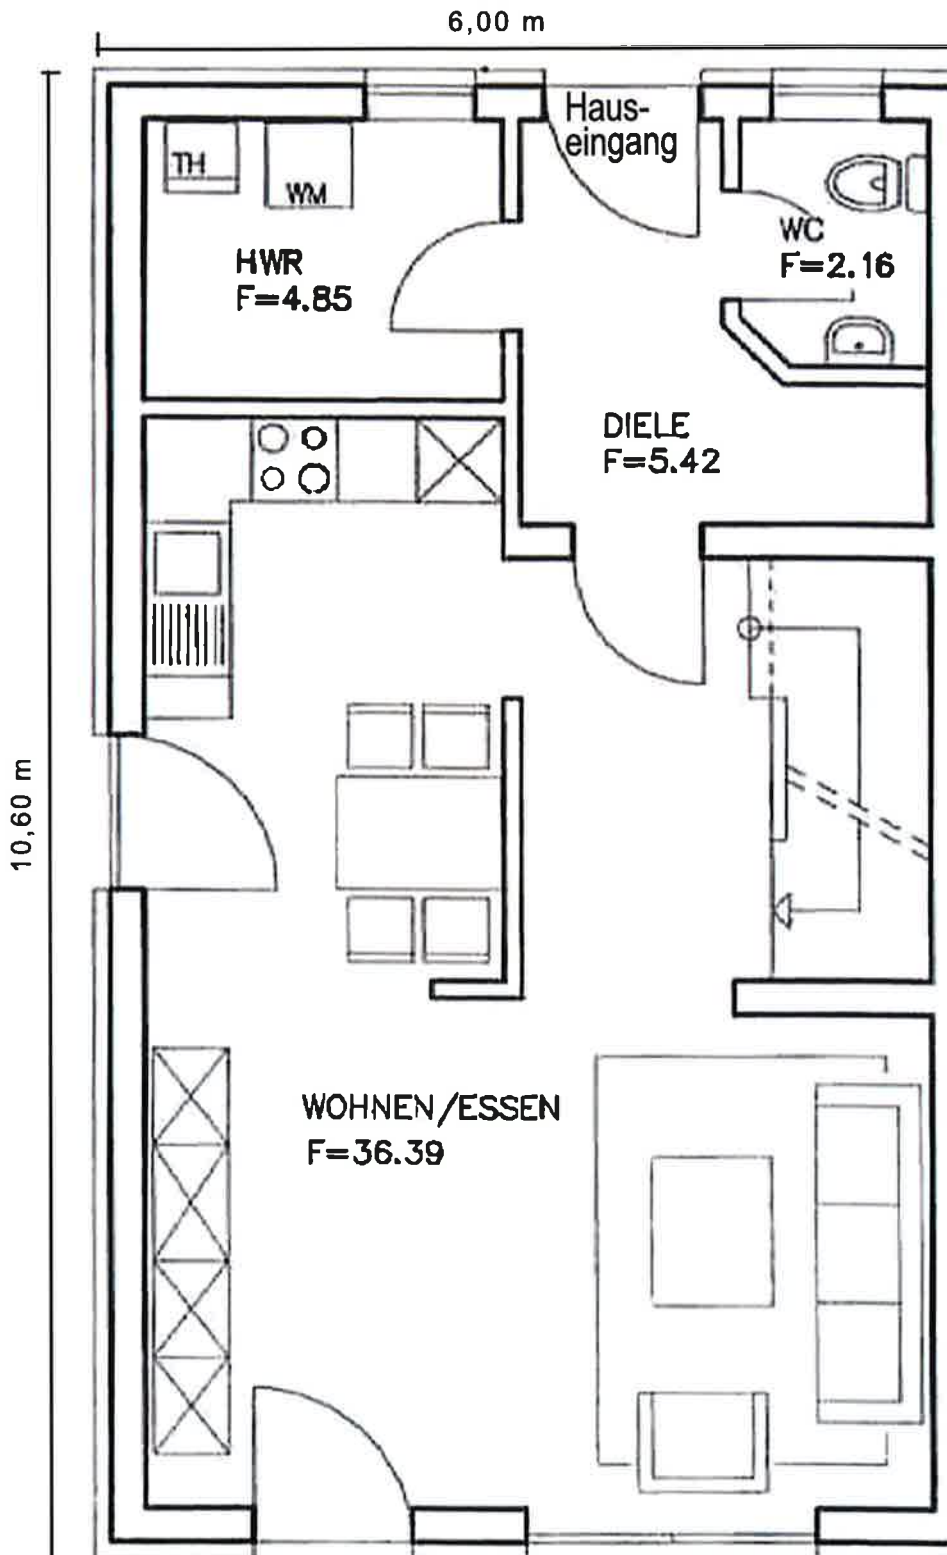 6,00 m
Haus-
eingang
TH
WM
WC
F=2.16
HWR
F=4.85
DIELE
F=5.42
10,60 m
WOHNEN/ESSEN
F=36.39